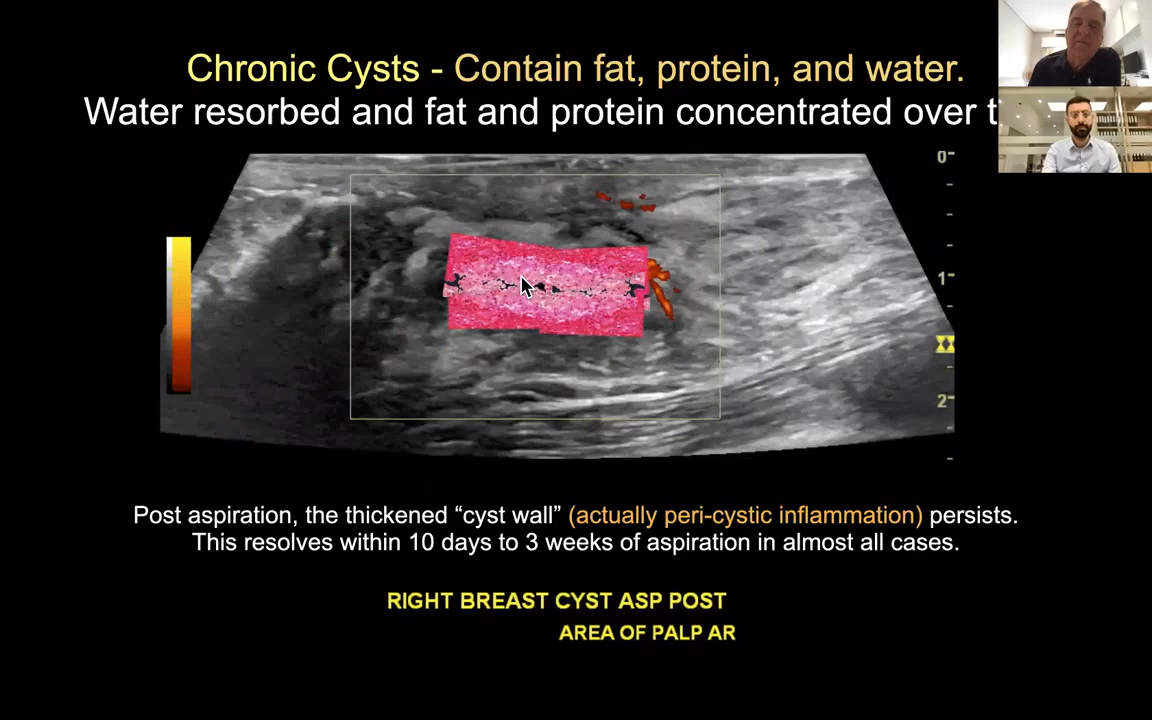 Chronic Cysts - Contain fat, protein, and water.
Water resorbed and fat and protein concentrated over
0
1
2
Post aspiration, the thickened “cyst wall” (actually peri-cystic inflammation) persists.
This resolves within 10 days to 3 weeks of aspiration in almost all cases.
RIGHT BREAST CYST ASP POST
AREA OF PALP AR